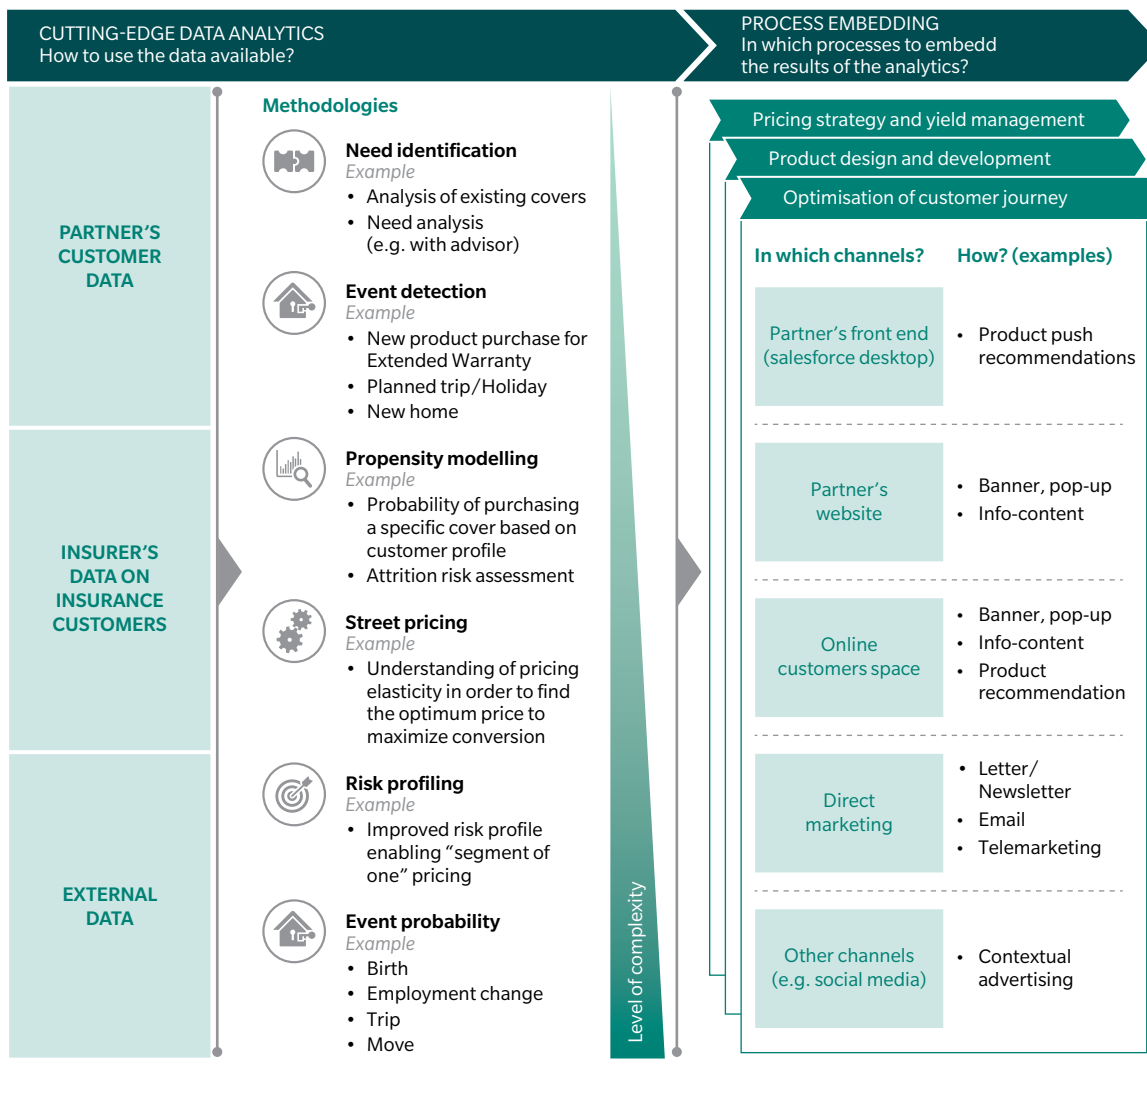 CUTTING-EDGE DATA ANALYTICS
How to use the data available?
PROCESS EMBEDDING
In which processes to embedd
the results of the analytics?
PARTNER'S
CUSTOMER
DATA
INSURER'S
DATA ON
INSURANCE
CUSTOMERS
EXTERNAL
DATA
Methodologies
Need identification
Example
• Analysis of existing covers
• Need analysis
(e.g. with advisor)
Event detection
Example
• New product purchase for
Extended Warranty
• Planned trip/Holiday
• New home
Propensity modelling
Example
• Probability of purchasing
a specific cover based on
customer profile
• Attrition risk assessment
Street pricing
Example
• Understanding of pricing
elasticity in order to find
the optimum price to
maximize conversion
Risk profiling
Example
• Improved risk profile
enabling “segment of
one” pricing
Event probability
Example
• Birth
• Employment change
• Trip
• Move
Level of complexity
Pricing strategy and yield management
Product design and development
Optimisation of customer journey
In which channels?
How? (examples)
Partner's front end
(salesforce desktop)
• Product push
recommendations
Partner's
website
• Banner, pop-up
• Info-content
Online
customers space
• Banner, pop-up
• Info-content
• Product
recommendation
Direct
marketing
• Letter/
Newsletter
• Email
• Telemarketing
Other channels
(e.g. social media)
• Contextual
advertising